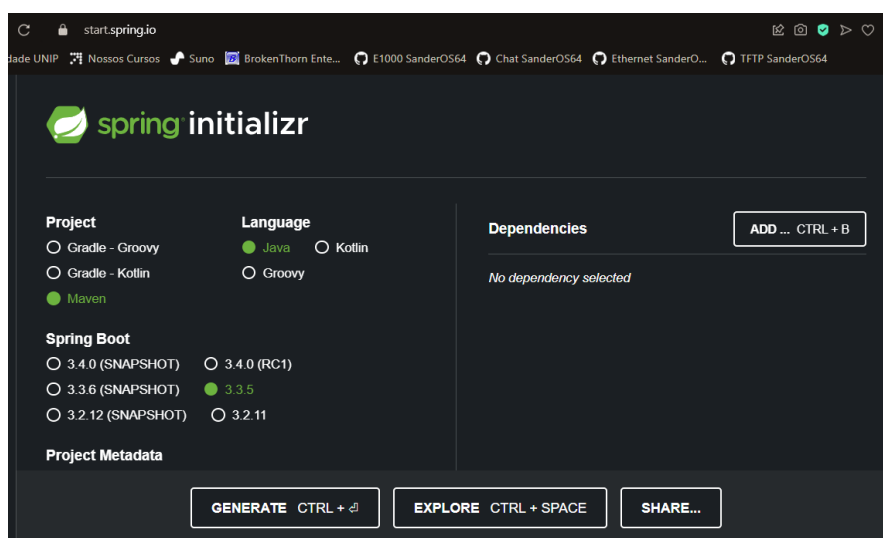 start.spring.io
dade UNIP Nossos Cursos Suno BrokenThorn Ente... E1000 SanderOS64 Chat SanderOS64 Ethernet SanderO... TFTP SanderOS64
spring initializr
Project
Gradle - Groovy
Gradle - Kotlin
Maven
Language
Java Kotlin
Groovy
Spring Boot
3.4.0 (SNAPSHOT) 3.4.0 (RC1)
3.3.6 (SNAPSHOT) 3.3.5
3.2.12 (SNAPSHOT) 3.2.11
Project Metadata
Dependencies ADD ... CTRL + B
No dependency selected
GENERATE CTRL + ⏎ EXPLORE CTRL + SPACE SHARE...